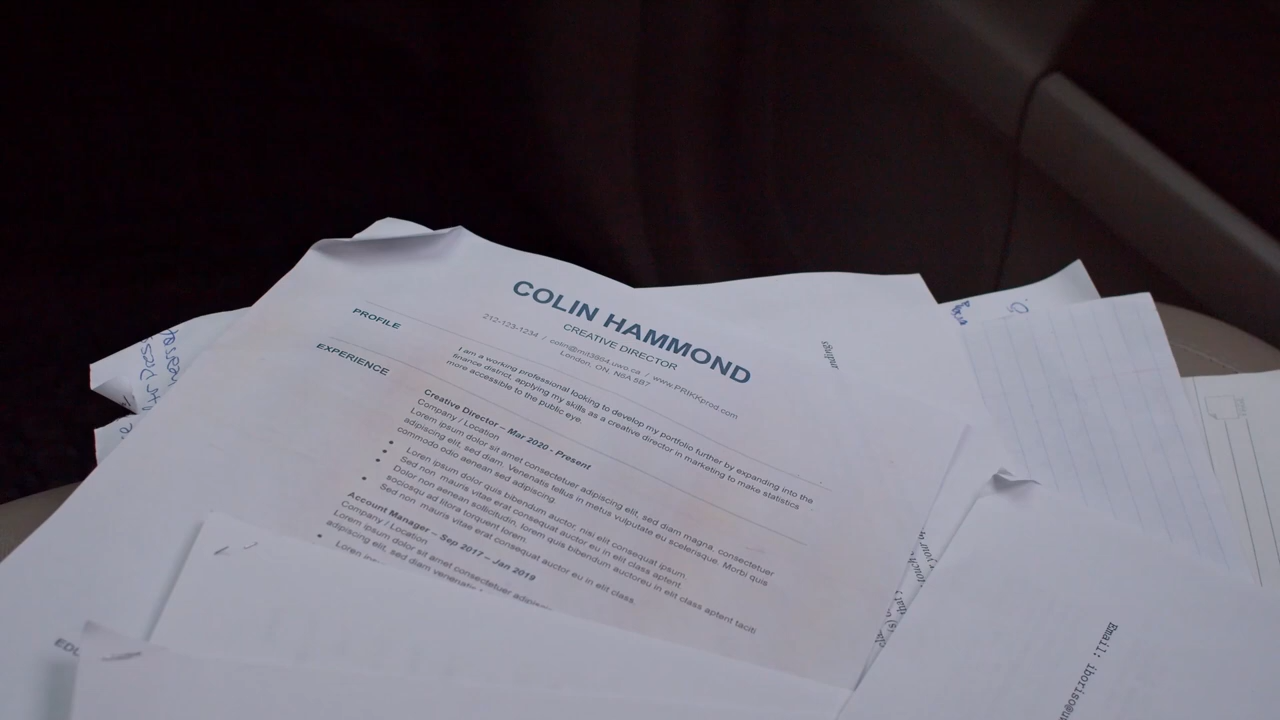 COLIN HAMMOND
CREATIVE DIRECTOR
212-123-1234 / colin@mit3954.uwo.ca / www.PRIKKprod.com
London, ON, N5A 5B7
PROFILE
I am a working professional looking to develop my portfolio further by expanding into the
finance district, applying my skills as a creative director in marketing to make statistics
more accessible to the public eye.
EXPERIENCE
Creative Director – Mar 2020 - Present
Company / Location
Lorem ipsum dolor sit amet consectetuer adipiscing elit, sed diam magna, consectetuer
adipiscing elit, sed diam. Venenatis tellus in metus vulputate eu scelerisque. Morbi quis
commodo odio aenean sed adipiscing.
Lorem ipsum dolor quis bibendum auctor, nisi elit consequat ipsum.
Sed non mauris vitae erat consequat auctor eu in elit class aptent.
Dolor non aenean sollicitudin, lorem quis bibendum auctoreu in elit class aptent taciti
sociosqu ad litora torquent lorem.
Sed non mauris vitae erat consequat auctor eu in elit class.
Account Manager – Sep 2017 – Jan 2019
Company / Location
Lorem ipsum dolor sit amet consectetuer
adipiscing elit, sed diam
Loren
Email: